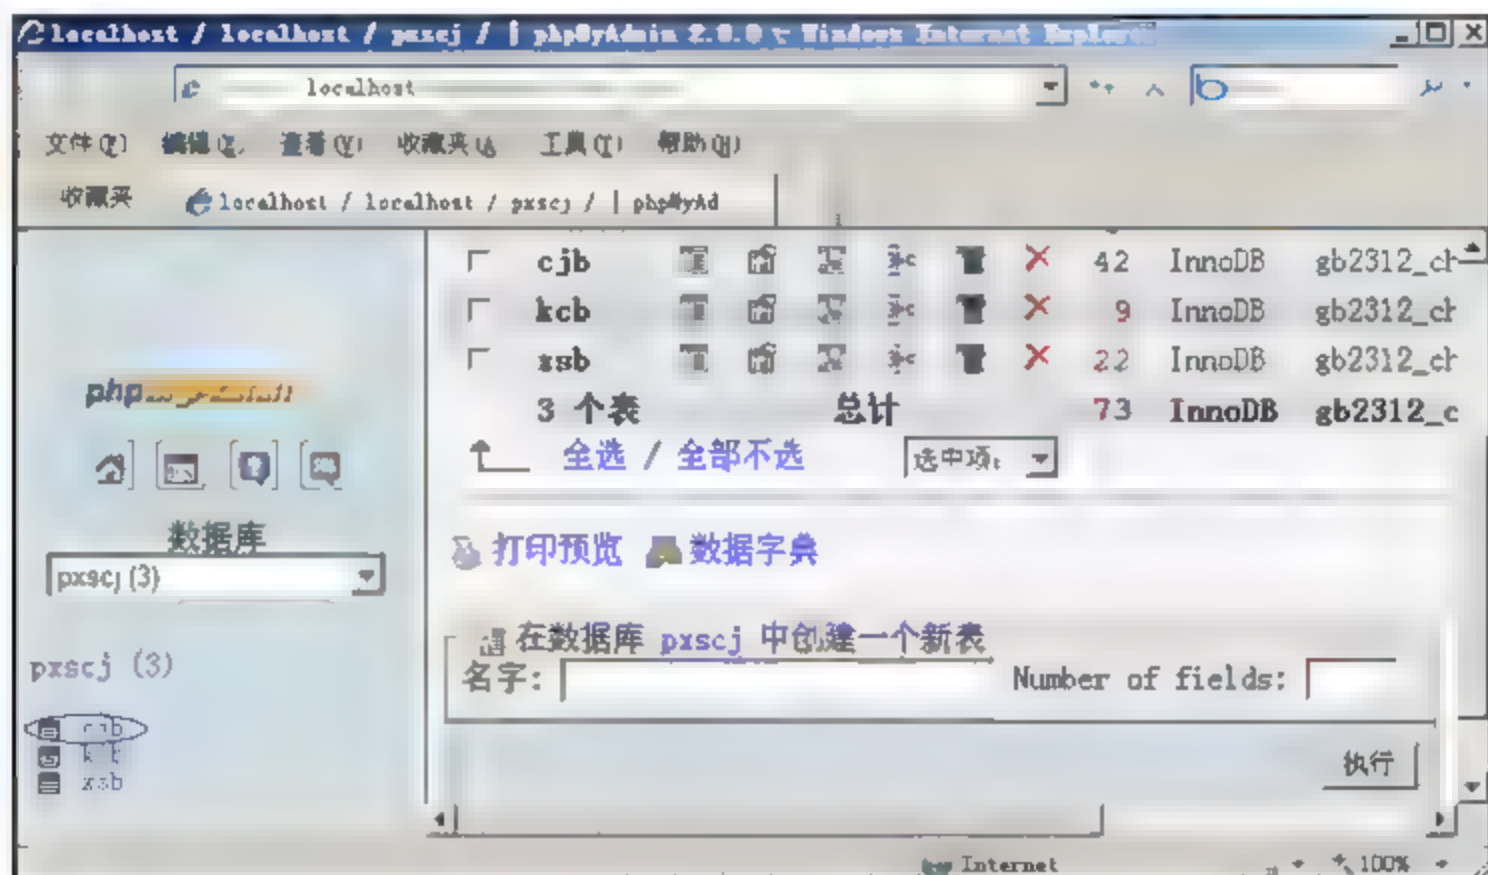 localhost / localhost / pxscj / | phpMyAdmin 2.8.0 - Windows Internet Explorer
localhost
文件(F) 编辑(E) 查看(V) 收藏夹(A) 工具(T) 帮助(H)
收藏夹 localhost / localhost / pxscj / | phpMyAd
cjb 42 InnoDB gb2312_ch
kcb 9 InnoDB gb2312_ch
xsb 22 InnoDB gb2312_ch
3 个表 总计 73 InnoDB gb2312_c
全选 / 全部不选 选中项:
打印预览 数据字典
在数据库 pxscj 中创建一个新表
名字: Number of fields:
执行
php
数据库
pxscj (3)
pxscj (3)
xsb
Internet 100%